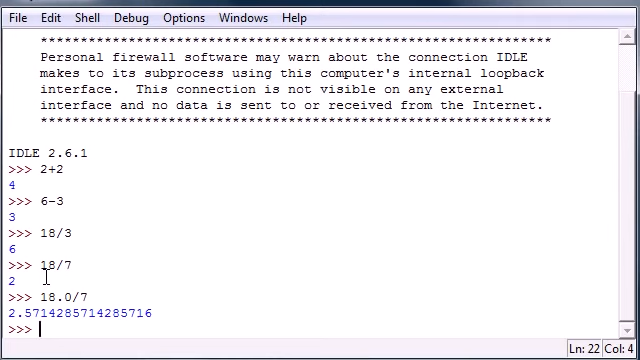 File Edit Shell Debug Options Windows Help
****************************************************************
Personal firewall software may warn about the connection IDLE
makes to its subprocess using this computer's internal loopback
interface.  This connection is not visible on any external
interface and no data is sent to or received from the Internet.
****************************************************************
IDLE 2.6.1
>>> 2+2
4
>>> 6-3
3
>>> 18/3
6
>>> 18/7
2
>>> 18.0/7
2.5714285714285716
>>>
Ln: 22 Col: 4